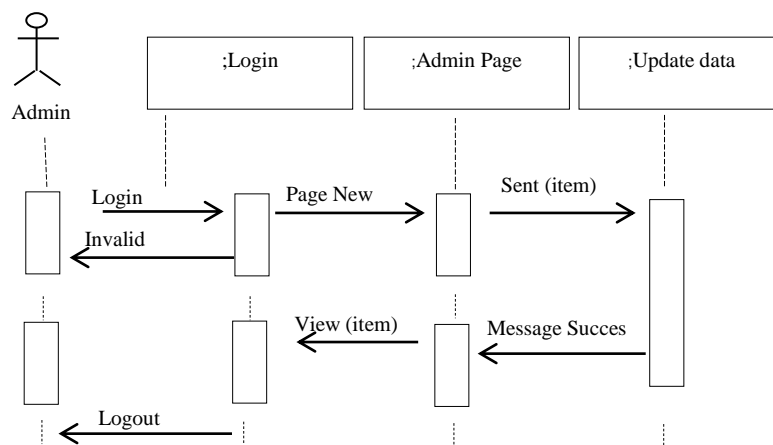 ;Login
;Admin Page
;Update data
Admin
Login
Page New
Sent (item)
Invalid
View (item)
Message Succes
Logout